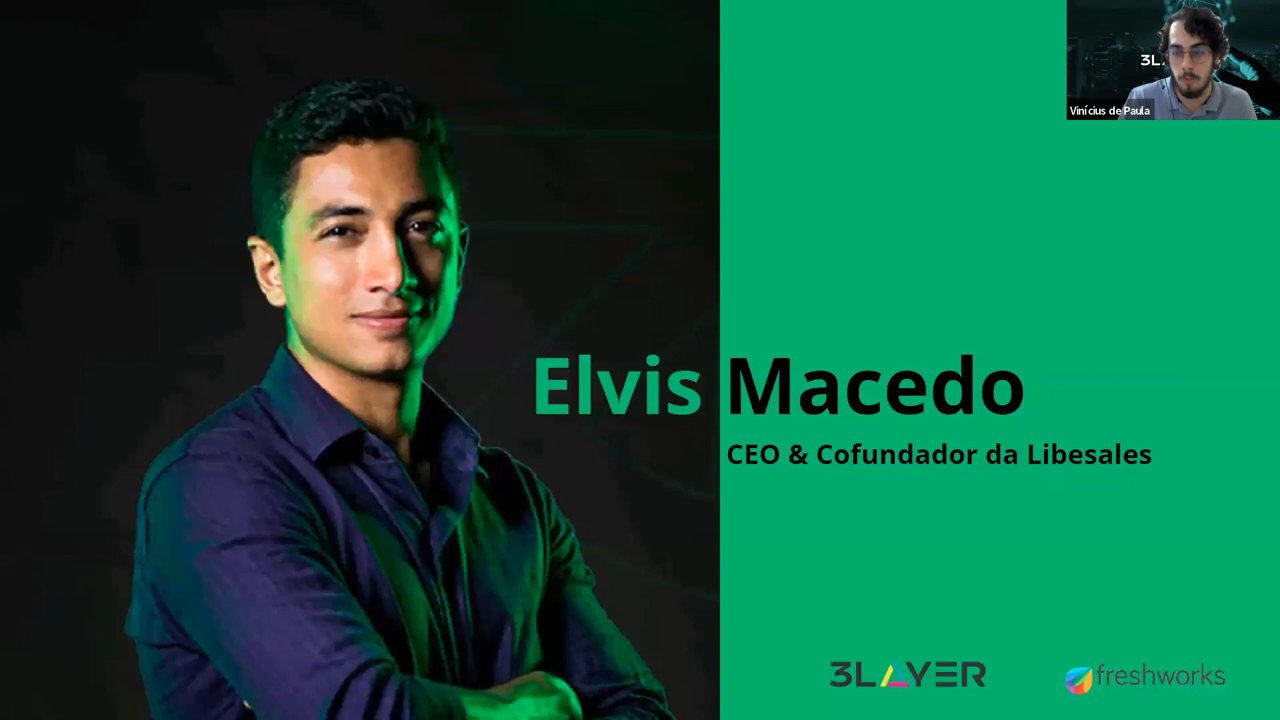 3L
Vinícius de Paula
Elvis Macedo
CEO & Cofundador da Libesales
3LAYER
freshworks